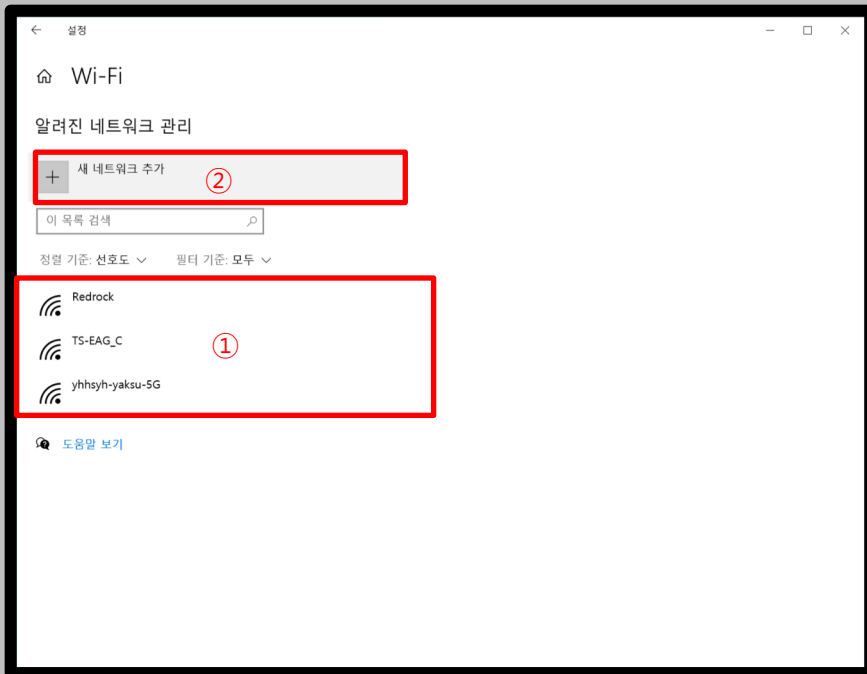 설정
Wi-Fi
알려진 네트워크 관리
새 네트워크 추가
②
이 목록 검색
정렬 기준: 선호도 필터 기준: 모두
Redrock
TS-EAG_C
①
yhhsyh-yaksu-5G
도움말 보기